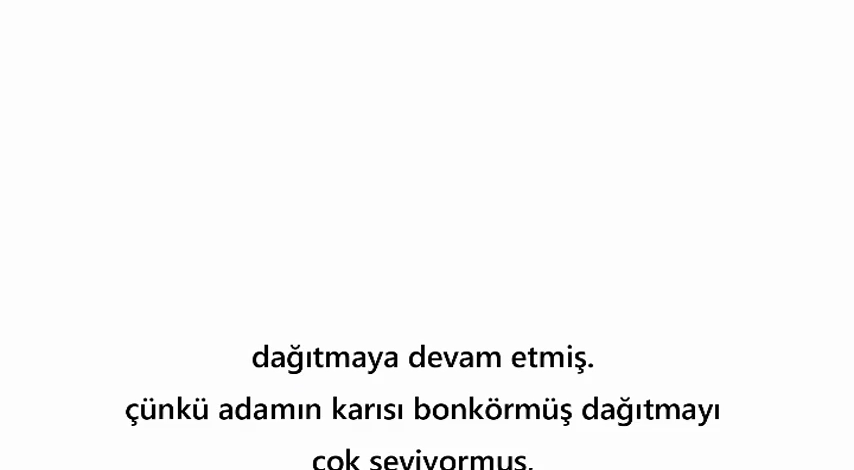 dağıtmaya devam etmiş.
çünkü adamın karısı bonkörmüş dağıtmayı
çok seviyormuş.